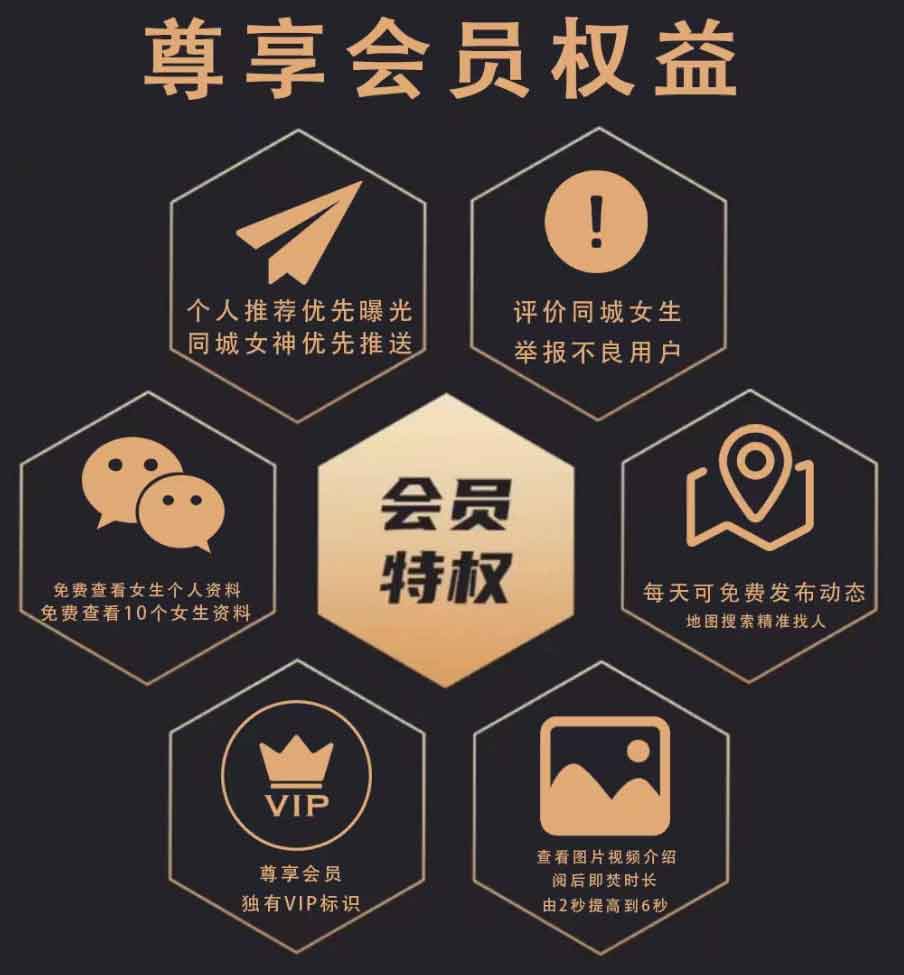 尊享会员权益
个人推荐优先曝光
同城女神优先推送
!
评价同城女生
举报不良用户
免费查看女生个人资料
免费查看10个女生资料
会员
特权
每天可免费发布动态
地图搜索精准找人
VIP
尊享会员
独有VIP标识
查看图片视频介绍
阅后即焚时长
由2秒提高到6秒